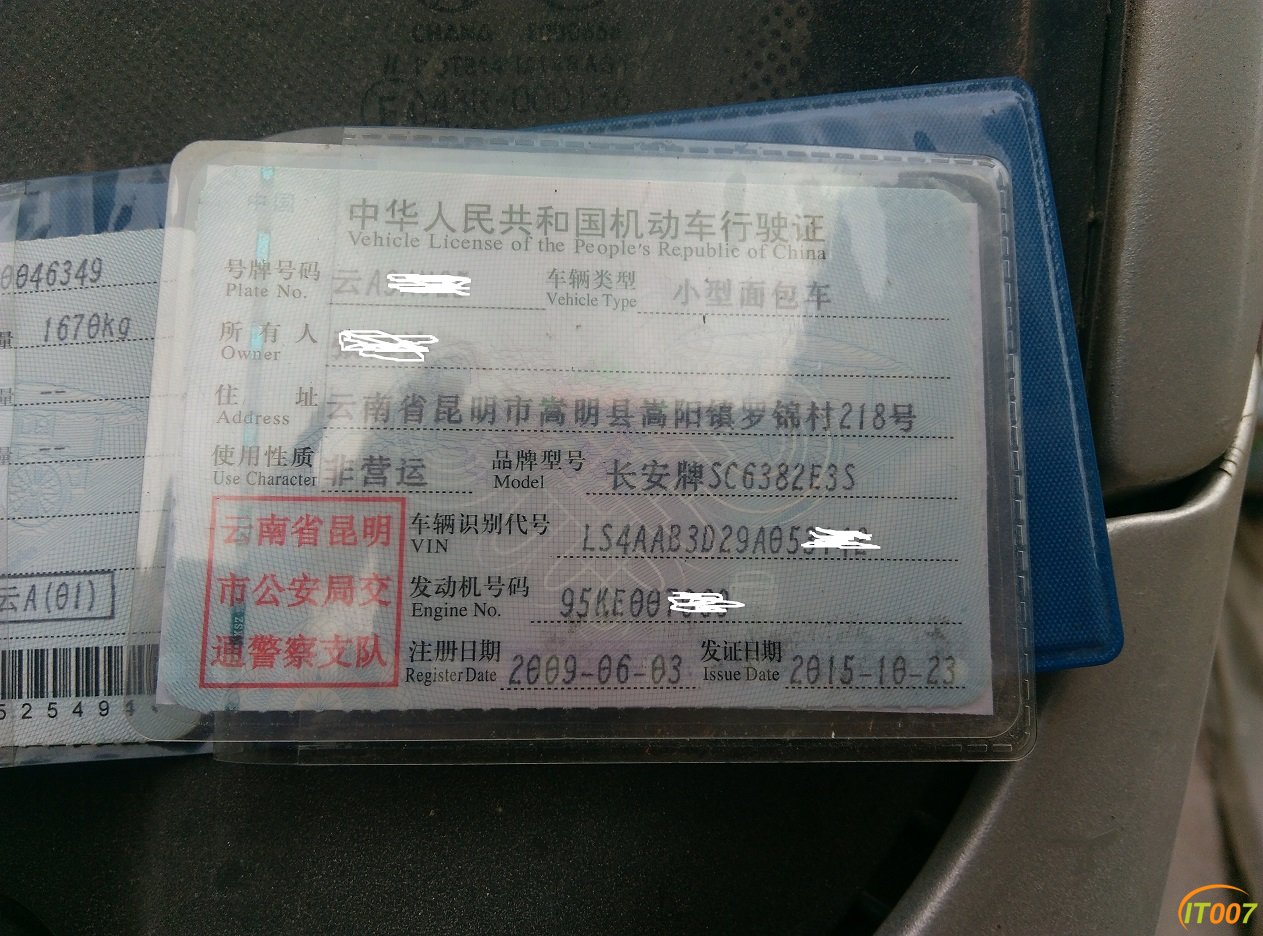 0046349
1670kg
--
--
云A(01)
525494
中华人民共和国机动车行驶证
Vehicle License of the People's Republic of China
号牌号码 云A 车辆类型 小型面包车
Plate No. Vehicle Type
所有人
Owner
住址 云南省昆明市嵩明县嵩阳镇罗锦村218号
Address
使用性质 非营运 品牌型号 长安牌SC6382E3S
Use Character Model
云南省昆明
市公安局交
通警察支队
车辆识别代号 LS4AAB3D29A05
VIN
发动机号码 95KE00
Engine No.
注册日期 2009-06-03 发证日期 2015-10-23
Register Date Issue Date
IT007